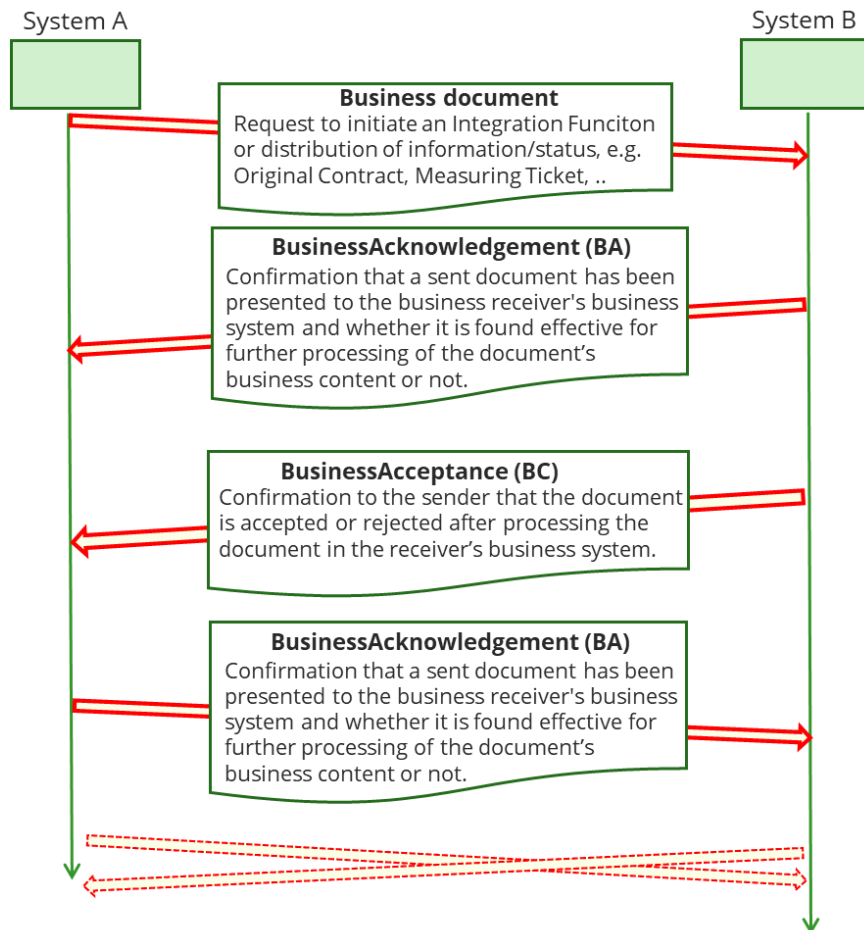 System A
System B
Business document
Request to initiate an Integration Funciton
or distribution of information/status, e.g.
Original Contract, Measuring Ticket, ..
BusinessAcknowledgement (BA)
Confirmation that a sent document has been
presented to the business receiver's business
system and whether it is found effective for
further processing of the document’s
business content or not.
BusinessAcceptance (BC)
Confirmation to the sender that the document
is accepted or rejected after processing the
document in the receiver’s business system.
BusinessAcknowledgement (BA)
Confirmation that a sent document has been
presented to the business receiver's business
system and whether it is found effective for
further processing of the document’s
business content or not.